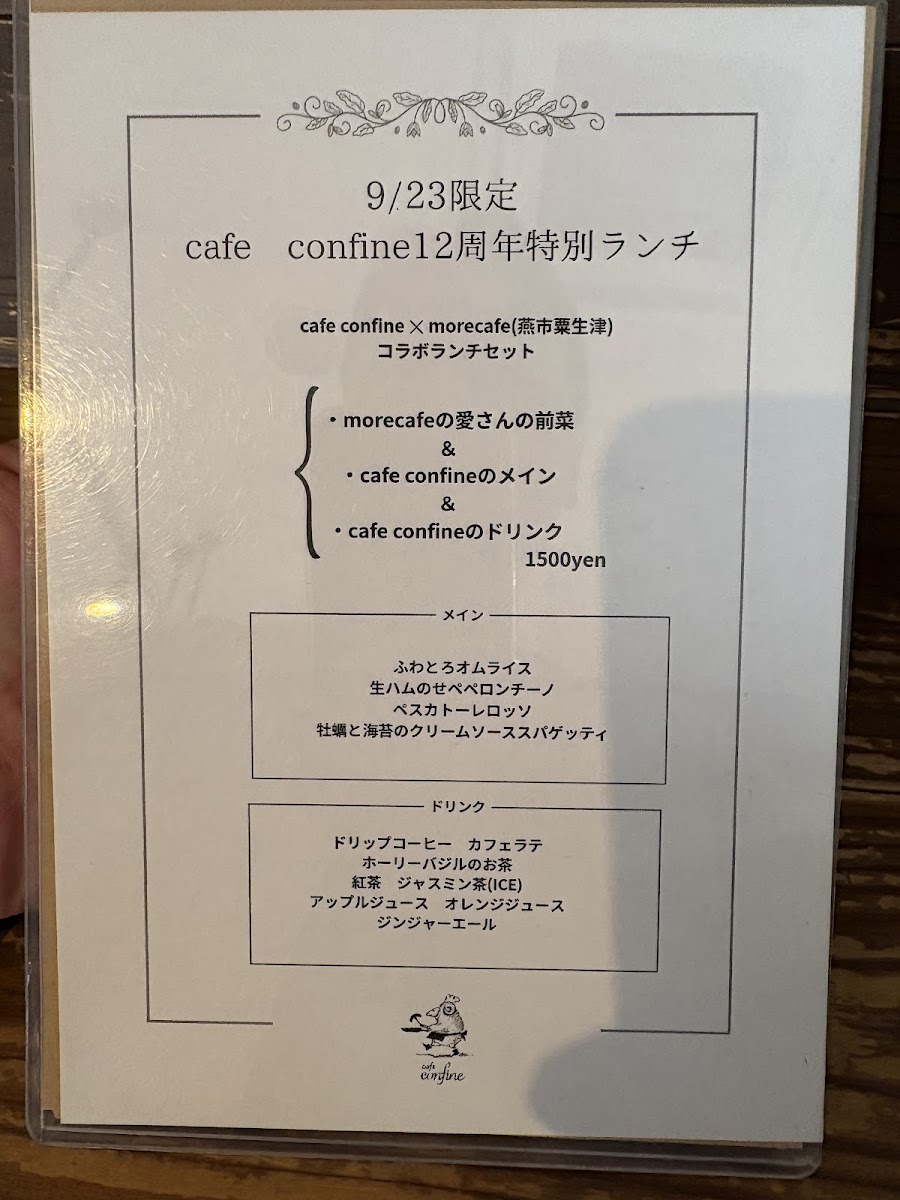 9/23限定
cafe　confine12周年特別ランチ
cafe confine×morecafe(燕市粟生津)
コラボランチセット
・morecafeの愛さんの前菜
&
・cafe confineのメイン
&
・cafe confineのドリンク
1500yen
メイン
ふわとろオムライス
生ハムのせペペロンチーノ
ペスカトーレロッソ
牡蠣と海苔のクリームソーススパゲッティ
ドリンク
ドリップコーヒー　カフェラテ
ホーリーバジルのお茶
紅茶　ジャスミン茶(ICE)
アップルジュース　オレンジジュース
ジンジャーエール
cafe
confine